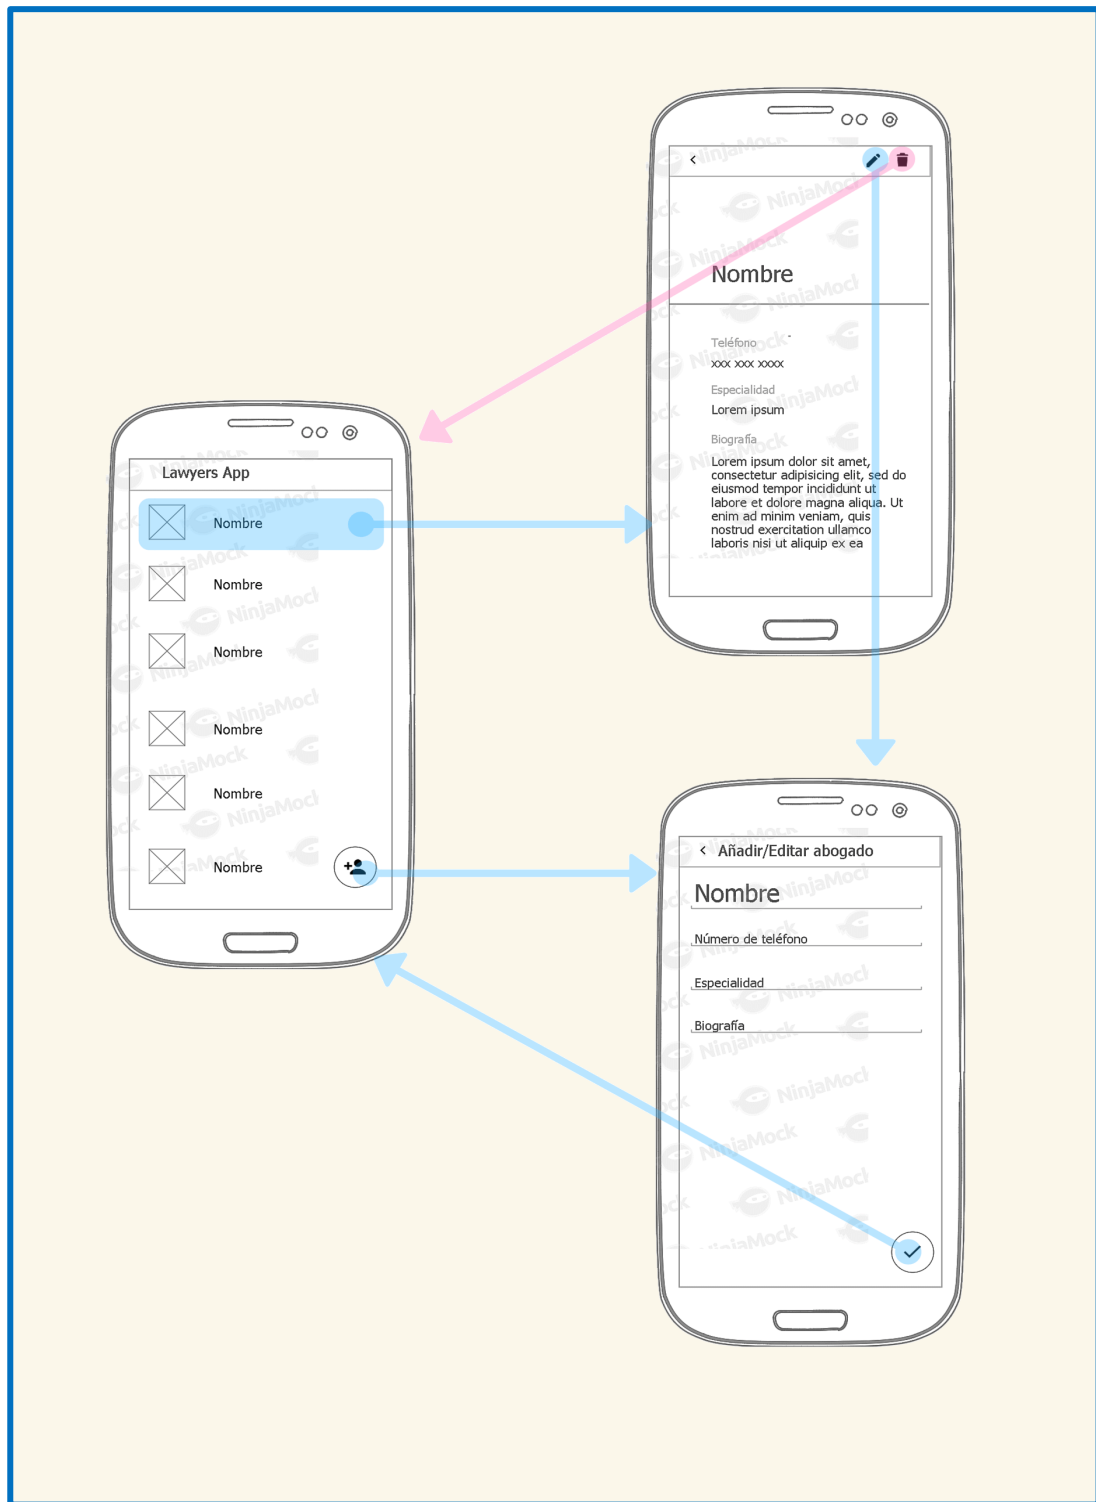 Nombre
Teléfono
xxx xxx xxxx
Especialidad
Lorem ipsum
Biografía
Lorem ipsum dolor sit amet,
consectetur adipisicing elit, sed do
eiusmod tempor incididunt ut
labore et dolore magna aliqua. Ut
enim ad minim veniam, quis
nostrud exercitation ullamco
laboris nisi ut aliquip ex ea
Lawyers App
Nombre
Nombre
Nombre
Nombre
Nombre
Nombre
Añadir/Editar abogado
Nombre
Número de teléfono
Especialidad
Biografía
NinjaMock